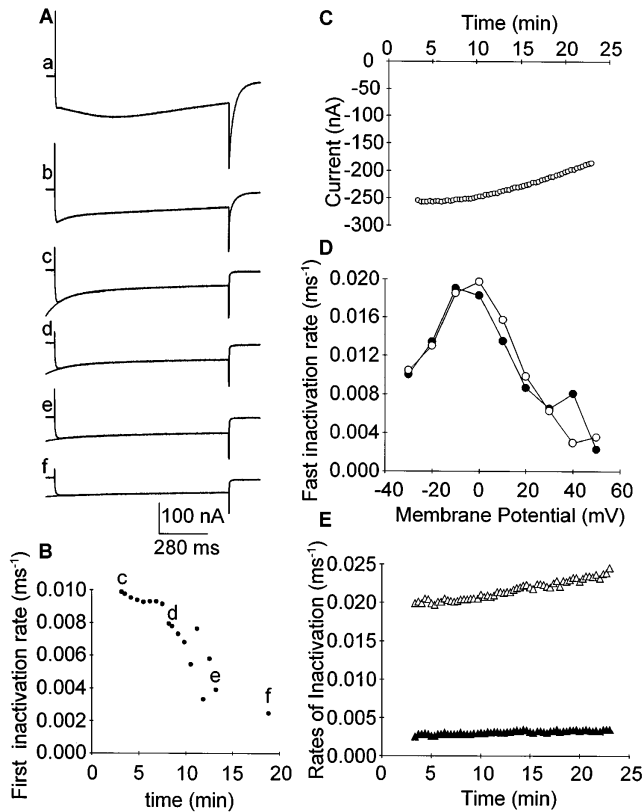 A
a
b
c
d
e
f
100 nA
280 ms
B
First inactivation rate (ms-1)
0.010
0.008
0.006
0.004
0.002
0.000
c
d
e
f
0 5 10 15 20
time (min)
C
Time (min)
0 5 10 15 20 25
Current (nA)
0
-50
-100
-150
-200
-250
-300
D
Fast inactivation rate (ms-1)
0.020
0.016
0.012
0.008
0.004
0.000
-40 -20 0 20 40 60
Membrane Potential (mV)
E
Rates of Inactivation (ms-1)
0.025
0.020
0.015
0.010
0.005
0.000
0 5 10 15 20 25
Time (min)